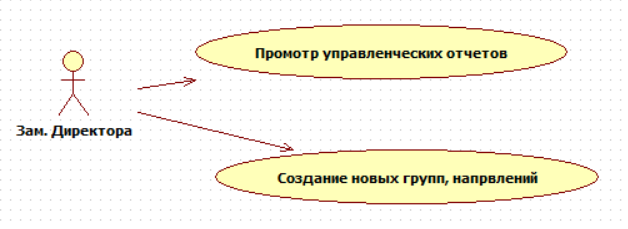 Промотр управленческих отчетов
Зам. Директора
Создание новых групп, напрвлений